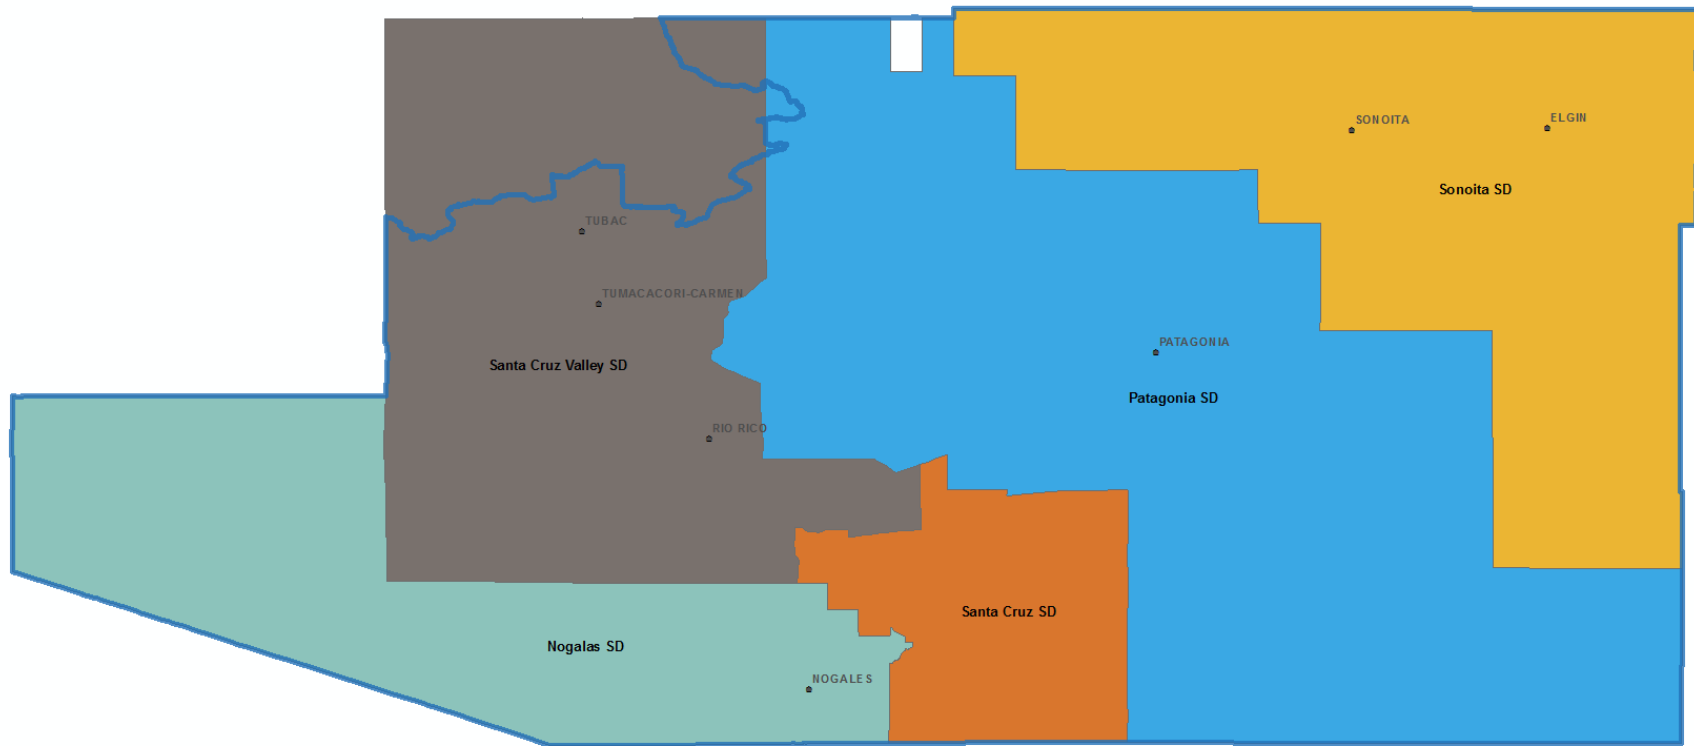 SONOITA
ELGIN
Sonoita SD
TUBAC
TUMACACORI-CARMEN
PATAGONIA
Santa Cruz Valley SD
Patagonia SD
RIO RICO
Santa Cruz SD
Nogalas SD
NOGALES